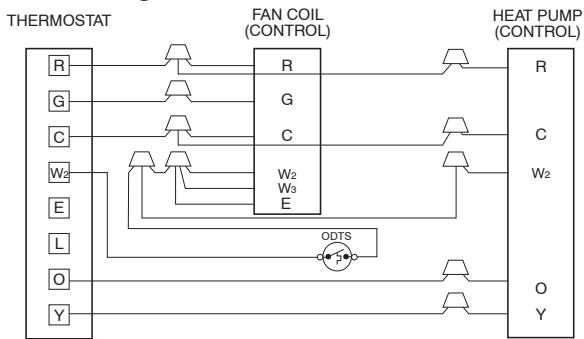 THERMOSTAT
FAN COIL
(CONTROL)
HEAT PUMP
(CONTROL)
R
G
C
W2
E
L
O
Y
R
G
C
W2
W3
E
ODTS
R
C
W2
O
Y